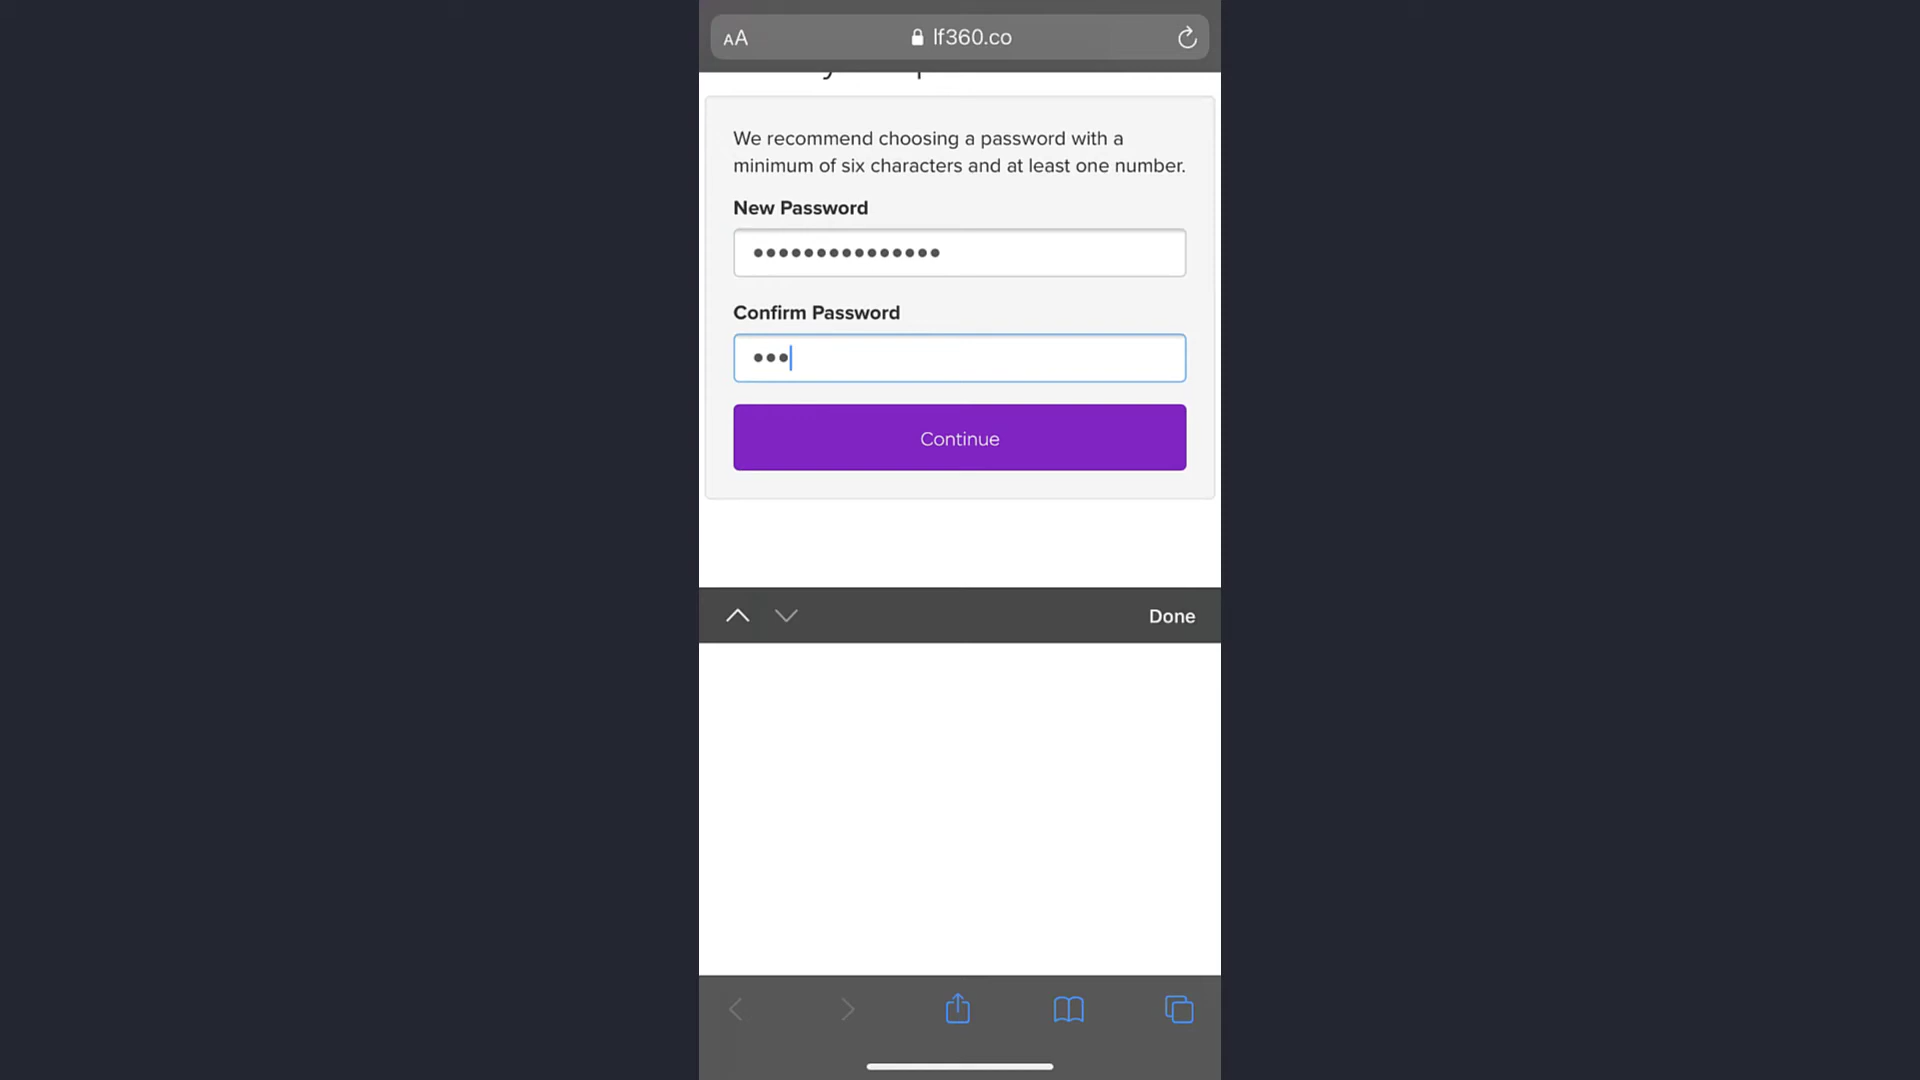 AA
lf360.co
We recommend choosing a password with a
minimum of six characters and at least one number.
New Password
•••••••••••••••
Confirm Password
•••
Continue
Done